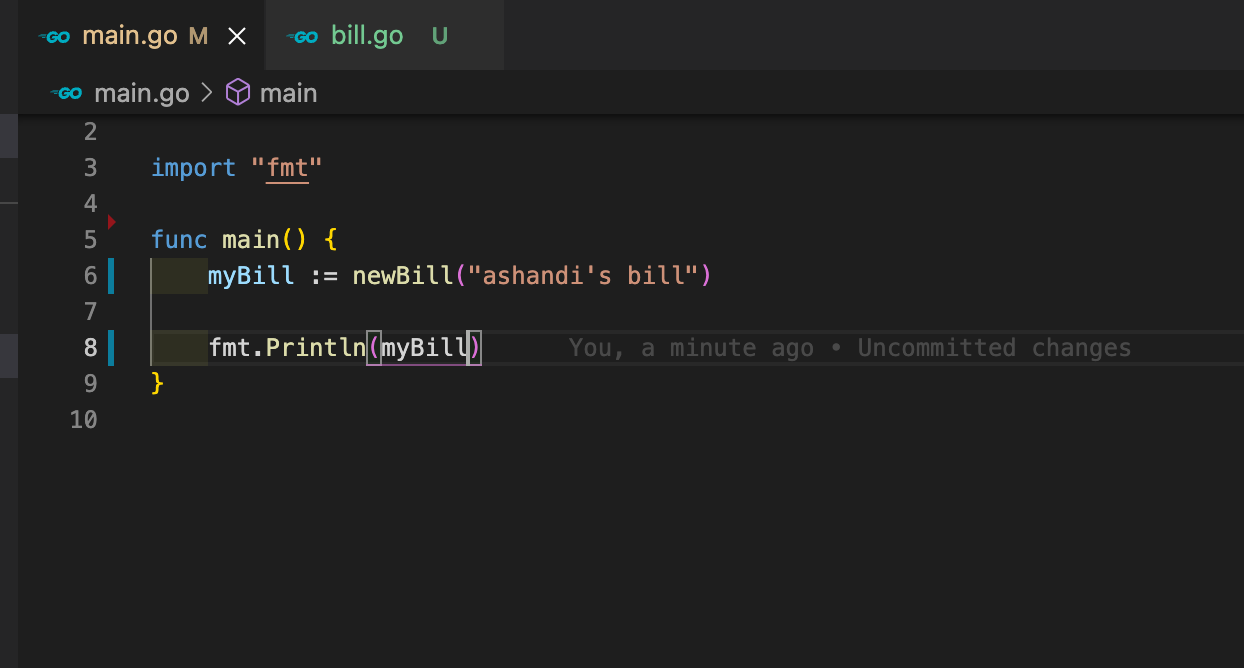 GO main.go M × GO bill.go U
GO main.go > main
2
3 import "fmt"
4
5 func main() {
6 myBill := newBill("ashandi's bill")
7
8 fmt.Println(myBill) You, a minute ago • Uncommitted changes
9 }
10